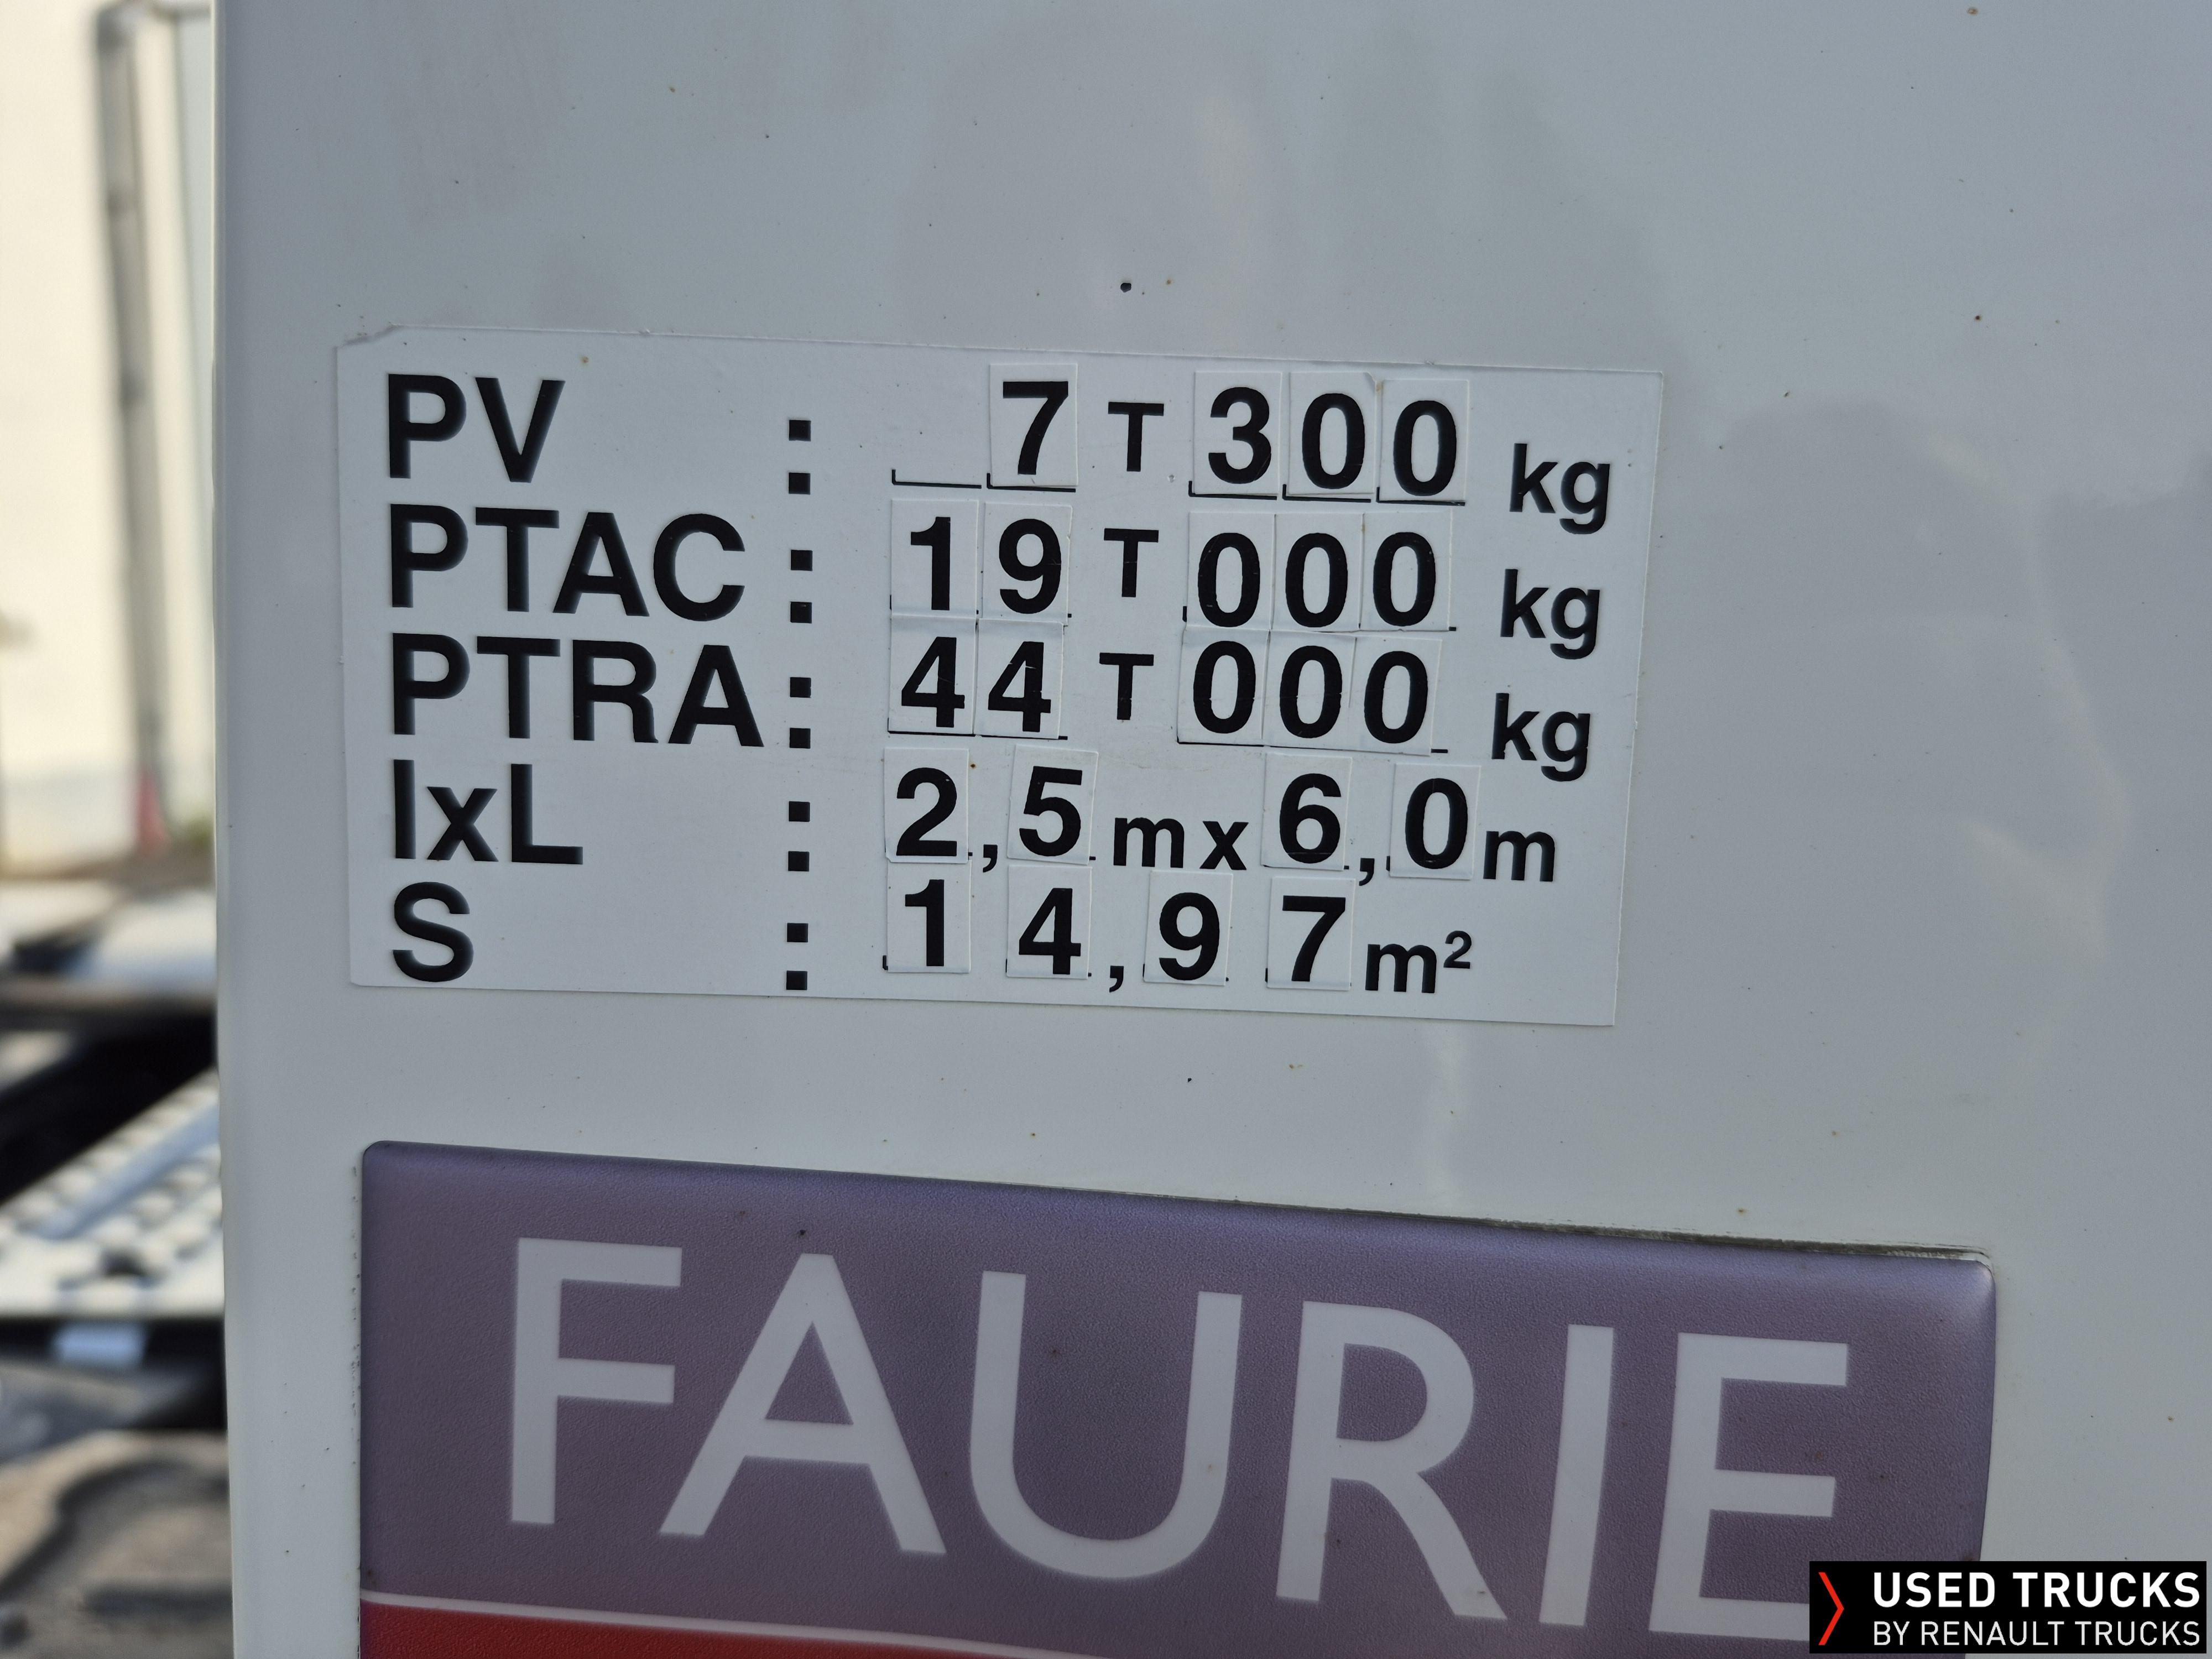 PV : 7 T 300 kg
PTAC : 19 T 000 kg
PTRA : 44 T 000 kg
lxL : 2,5 m x 6,0 m
S : 14,97 m²
FAURIE
USED TRUCKS
BY RENAULT TRUCKS